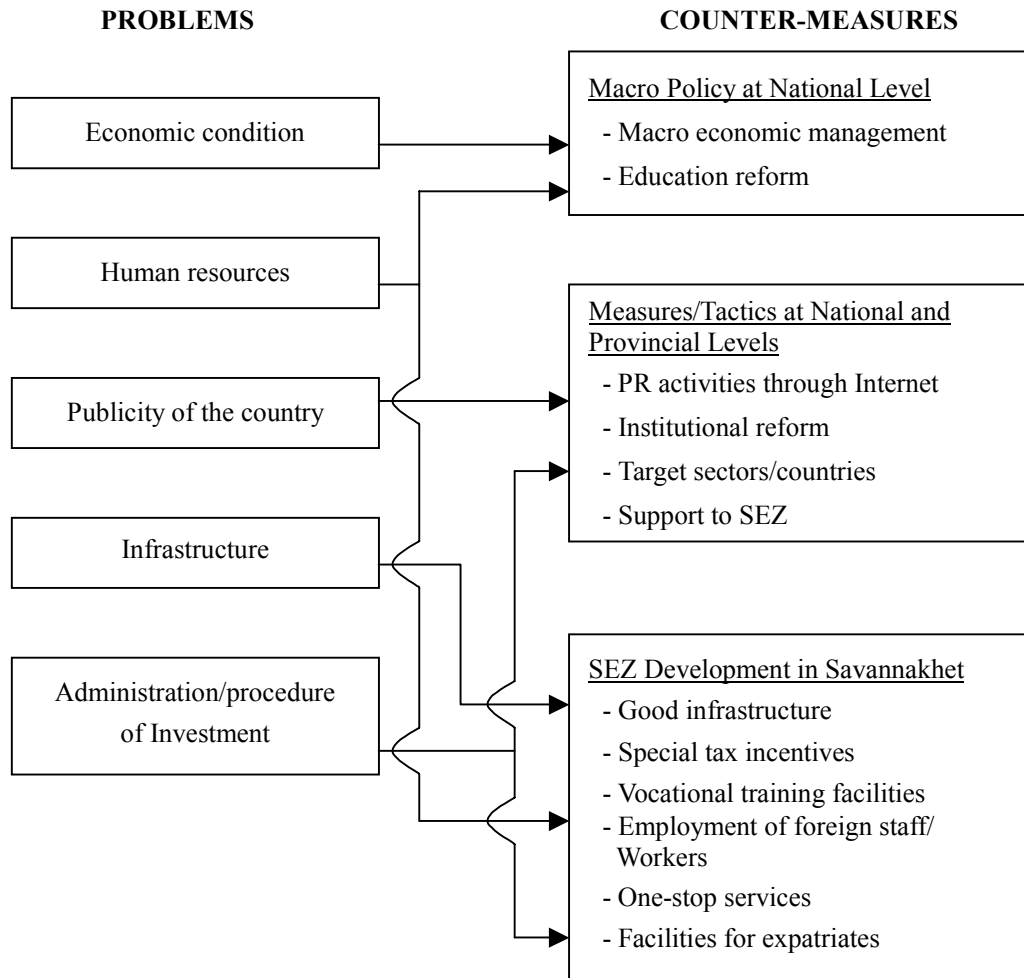 PROBLEMS
COUNTER-MEASURES
Economic condition
Human resources
Publicity of the country
Infrastructure
Administration/procedure
of Investment
Macro Policy at National Level
- Macro economic management
- Education reform
Measures/Tactics at National and
Provincial Levels
- PR activities through Internet
- Institutional reform
- Target sectors/countries
- Support to SEZ
SEZ Development in Savannakhet
- Good infrastructure
- Special tax incentives
- Vocational training facilities
- Employment of foreign staff/
Workers
- One-stop services
- Facilities for expatriates